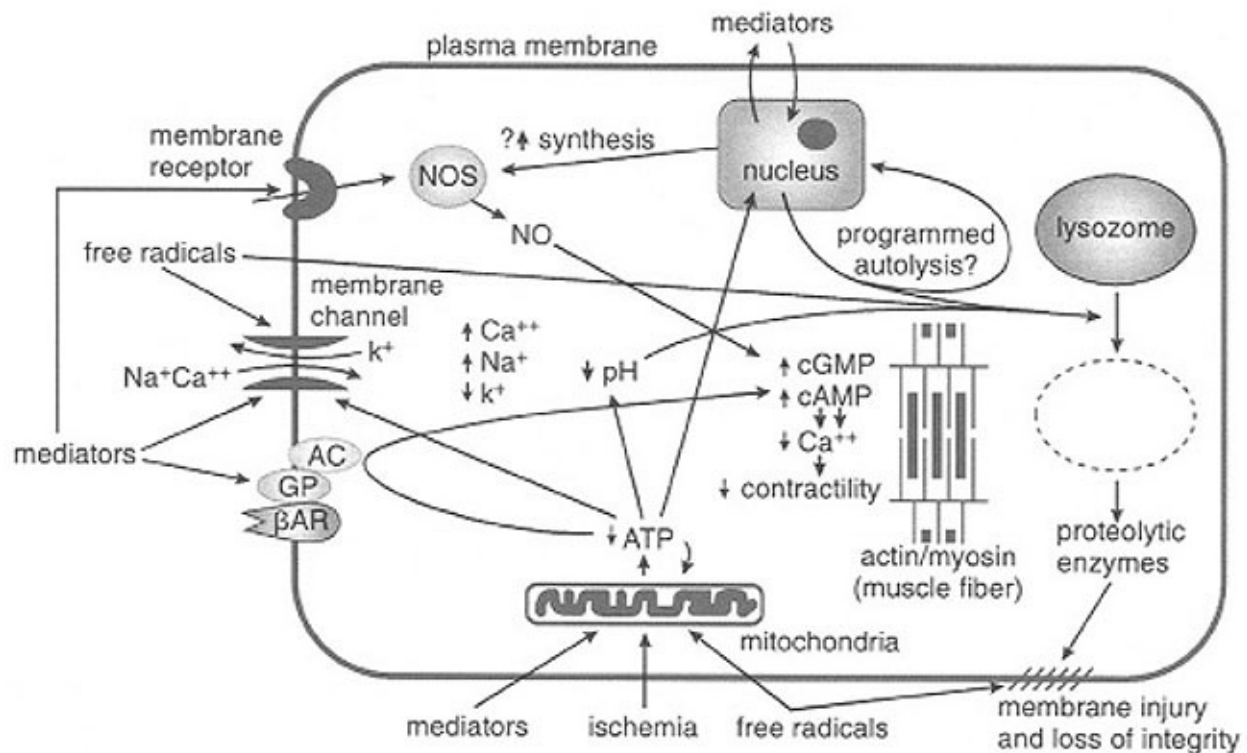 mediators
plasma membrane
membrane
receptor
?↑ synthesis
NOS
nucleus
NO
lysozome
programmed
autolysis?
free radicals
membrane
channel
k⁺
Na⁺Ca⁺⁺
↑ Ca⁺⁺
↑ Na⁺
↓ k⁺
↓ pH
↑ cGMP
↑ cAMP
↓ Ca⁺⁺
↓ contractility
mediators
AC
GP
βAR
↓ ATP
actin/myosin
(muscle fiber)
proteolytic
enzymes
mitochondria
mediators
ischemia
free radicals
membrane injury
and loss of integrity